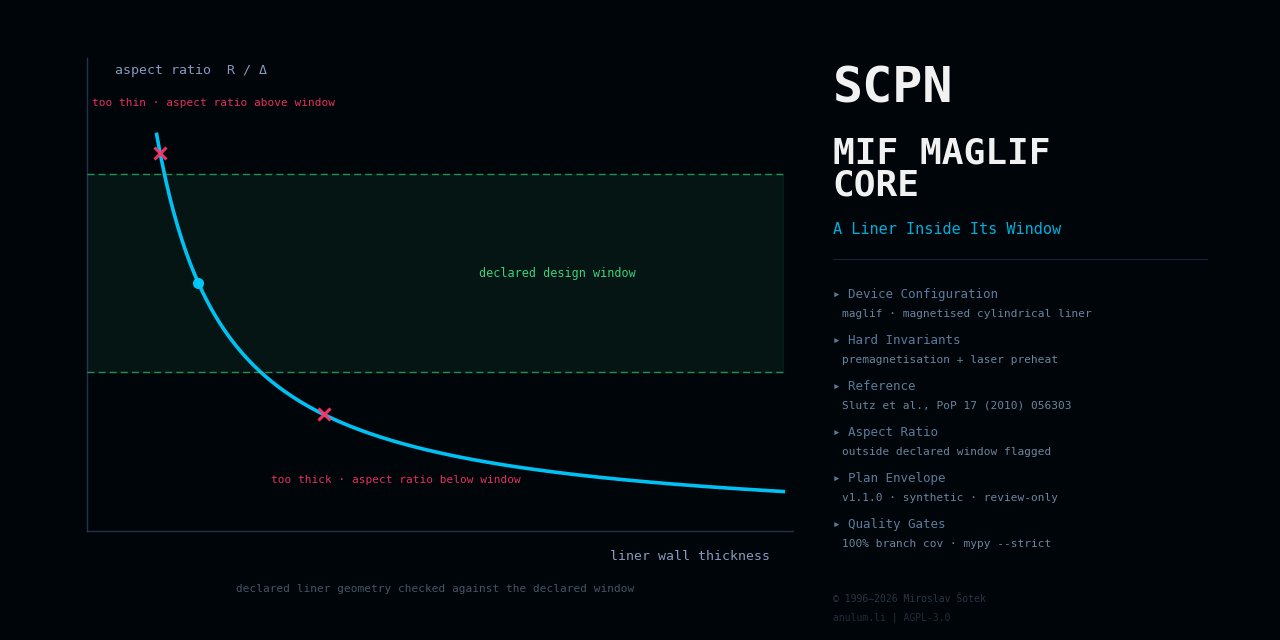 aspect ratio  R / Δ
too thin · aspect ratio above window
declared design window
too thick · aspect ratio below window
liner wall thickness
declared liner geometry checked against the declared window
SCPN
MIF MAGLIF
CORE
A Liner Inside Its Window
▸ Device Configuration
maglif · magnetised cylindrical liner
▸ Hard Invariants
premagnetisation + laser preheat
▸ Reference
Slutz et al., PoP 17 (2010) 056303
▸ Aspect Ratio
outside declared window flagged
▸ Plan Envelope
v1.1.0 · synthetic · review-only
▸ Quality Gates
100% branch cov · mypy --strict
© 1996–2026 Miroslav Šotek
anulum.li | AGPL-3.0